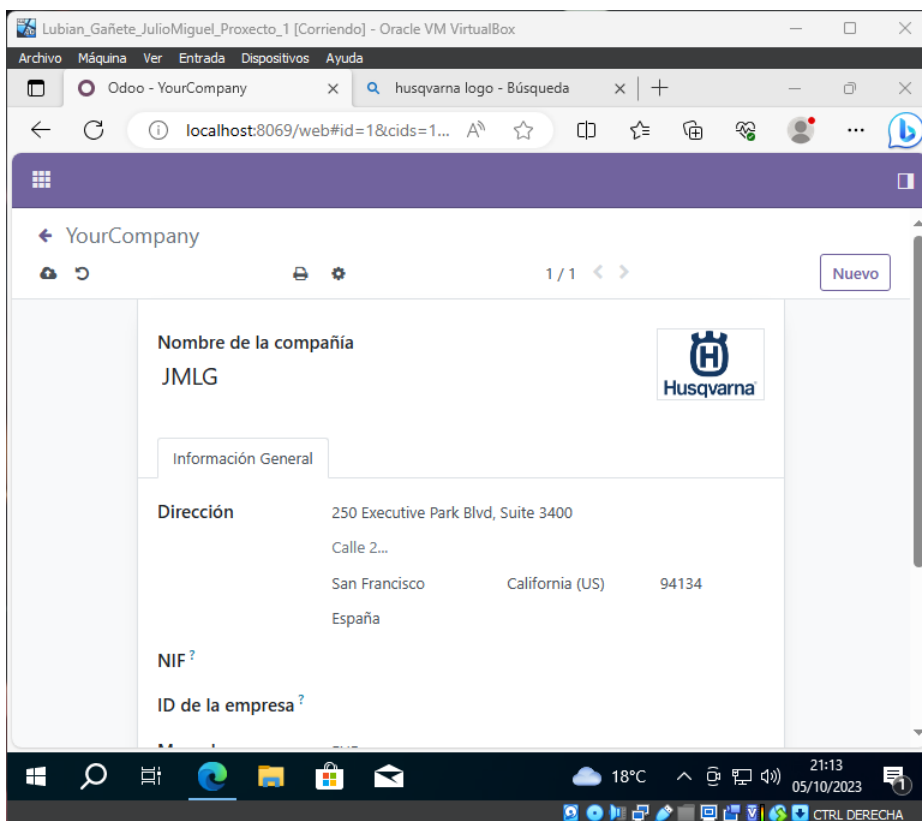 Lubian_Gañete_JulioMiguel_Proxecto_1 [Corriendo] - Oracle VM VirtualBox
Archivo Máquina Ver Entrada Dispositivos Ayuda
Odoo - YourCompany husqvarna logo - Búsqueda
localhost:8069/web#id=1&cids=1...
YourCompany
1 / 1 Nuevo
Nombre de la compañía
JMLG
Husqvarna
Información General
Dirección 250 Executive Park Blvd, Suite 3400
Calle 2...
San Francisco California (US) 94134
España
NIF ?
ID de la empresa ?
18°C 21:13
05/10/2023
1
CTRL DERECHA